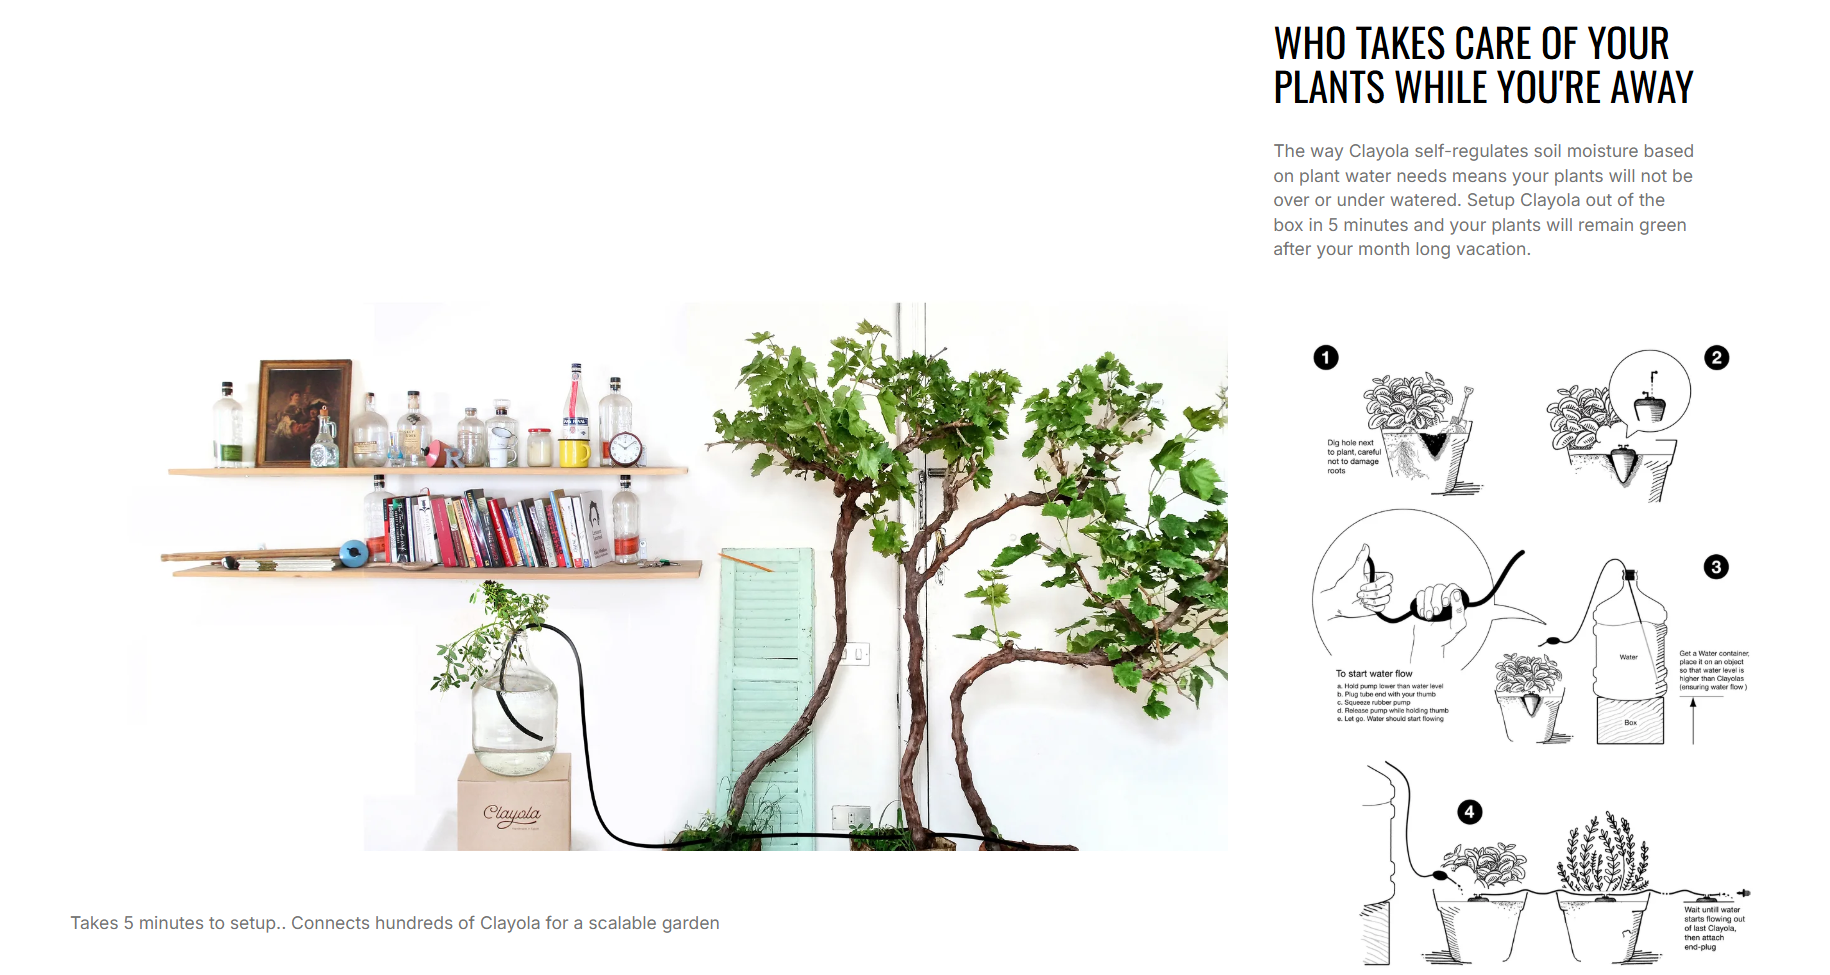 WHO TAKES CARE OF YOUR
PLANTS WHILE YOU'RE AWAY
The way Clayola self-regulates soil moisture based
on plant water needs means your plants will not be
over or under watered. Setup Clayola out of the
box in 5 minutes and your plants will remain green
after your month long vacation.
1
2
Dig hole next
to plant, careful
not to damage
roots
3
To start water flow
a. Hold pump lower than water level
b. Plug tube end with your thumb
c. Squeeze rubber pump
d. Release pump while holding thumb
e. Let go. Water should start flowing
Water
Get a Water container,
place it on an object
so that water level is
higher than Clayolas
(ensuring water flow )
Box
Clayola
4
Wait untill water
starts flowing out
of last Clayola,
then attach
end-plug
Takes 5 minutes to setup.. Connects hundreds of Clayola for a scalable garden